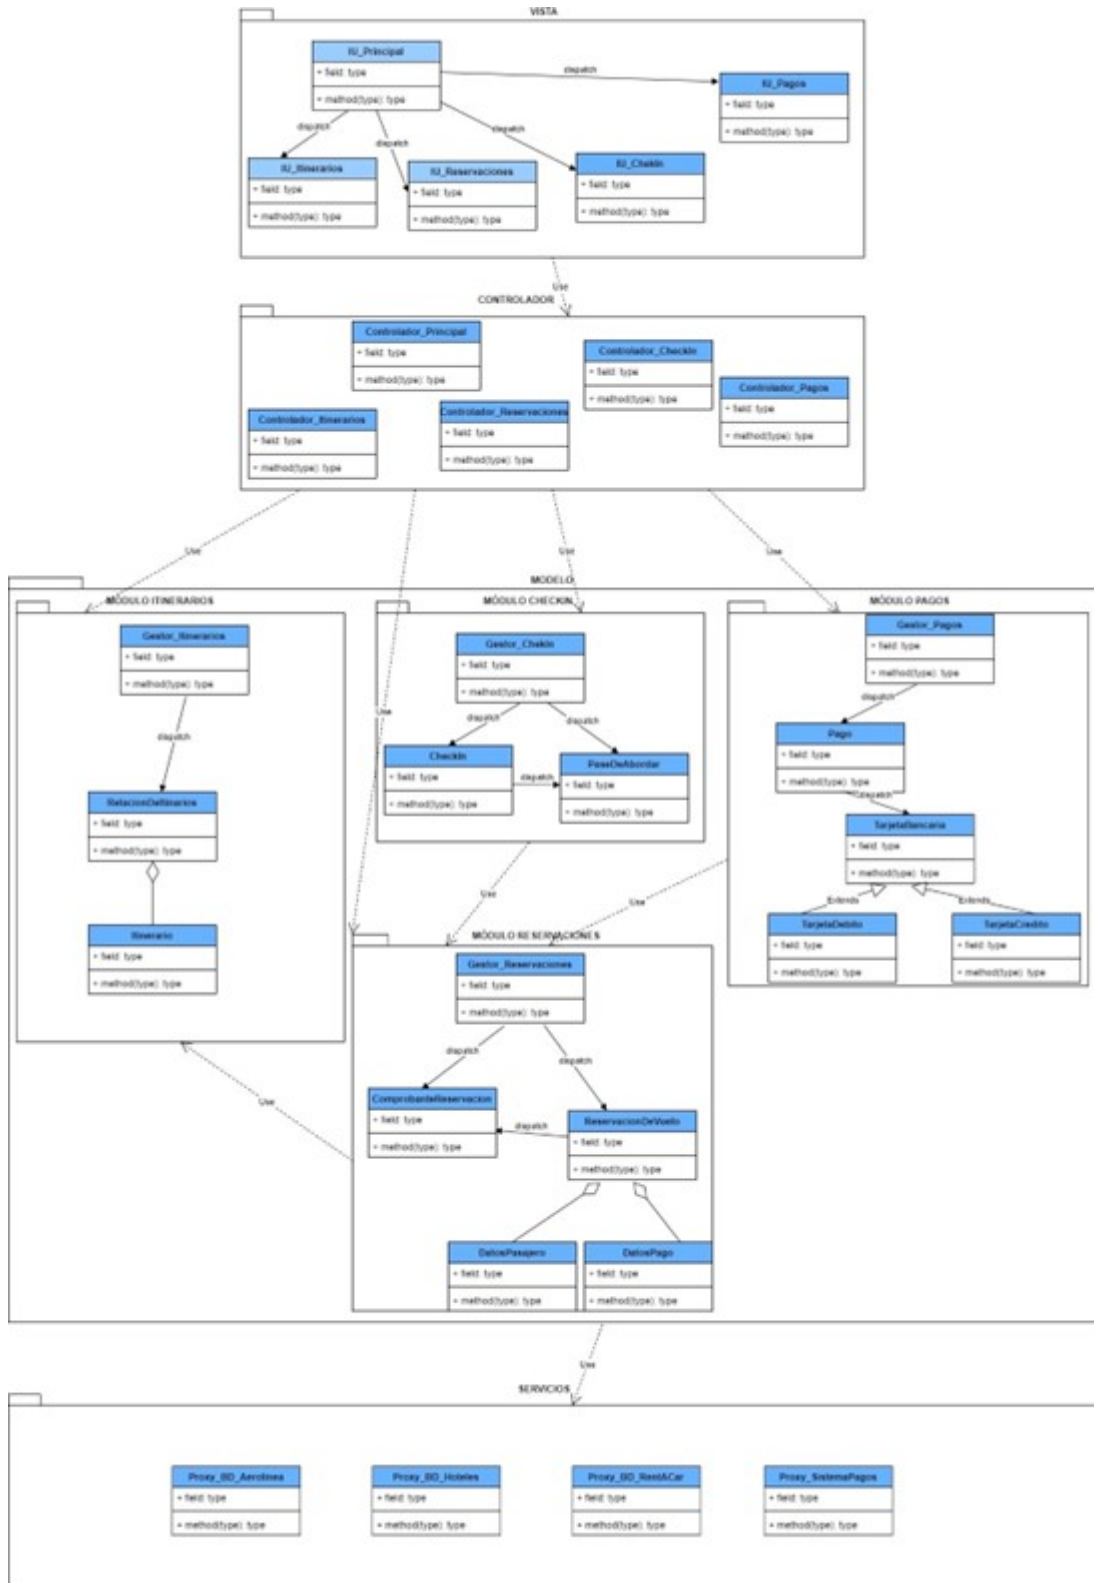 VISTA
IU_Principal
+ field: type
+ method(type): type
dispatch
IU_Pagos
+ field: type
+ method(type): type
dispatch
dispatch
dispatch
IU_Itinerarios
+ field: type
+ method(type): type
IU_Reservaciones
+ field: type
+ method(type): type
IU_ChekIn
+ field: type
+ method(type): type
Use
CONTROLADOR
Controlador_Principal
+ field: type
+ method(type): type
Controlador_CheckIn
+ field: type
+ method(type): type
Controlador_Pagos
+ field: type
+ method(type): type
Controlador_Itinerarios
+ field: type
+ method(type): type
Controlador_Reservaciones
+ field: type
+ method(type): type
Use
Use
Use
Use
MODELO
MÓDULO ITINERARIOS
Gestor_Itinerarios
+ field: type
+ method(type): type
dispatch
RelacionDeItinarios
+ field: type
+ method(type): type
Itinerario
+ field: type
+ method(type): type
MÓDULO CHECKIN
Gestor_ChekIn
+ field: type
+ method(type): type
dispatch
dispatch
CheckIn
+ field: type
+ method(type): type
dispatch
PaseDeAbordar
+ field: type
+ method(type): type
MÓDULO PAGOS
Gestor_Pagos
+ field: type
+ method(type): type
dispatch
Pago
+ field: type
+ method(type): type
dispatch
TarjetaBancaria
+ field: type
+ method(type): type
Extends
Extends
TarjetaDebito
+ field: type
+ method(type): type
TarjetaCredito
+ field: type
+ method(type): type
Use
Use
MÓDULO RESERVACIONES
Gestor_Reservaciones
+ field: type
+ method(type): type
dispatch
dispatch
ComprobanteReservacion
+ field: type
+ method(type): type
dispatch
ReservacionDeVuelo
+ field: type
+ method(type): type
Use
DatosPasajero
+ field: type
+ method(type): type
DatosPago
+ field: type
+ method(type): type
Use
SERVICIOS
Proxy_BD_Aerolinea
+ field: type
+ method(type): type
Proxy_BD_Hoteles
+ field: type
+ method(type): type
Proxy_BD_RentACar
+ field: type
+ method(type): type
Proxy_SistemaPagos
+ field: type
+ method(type): type